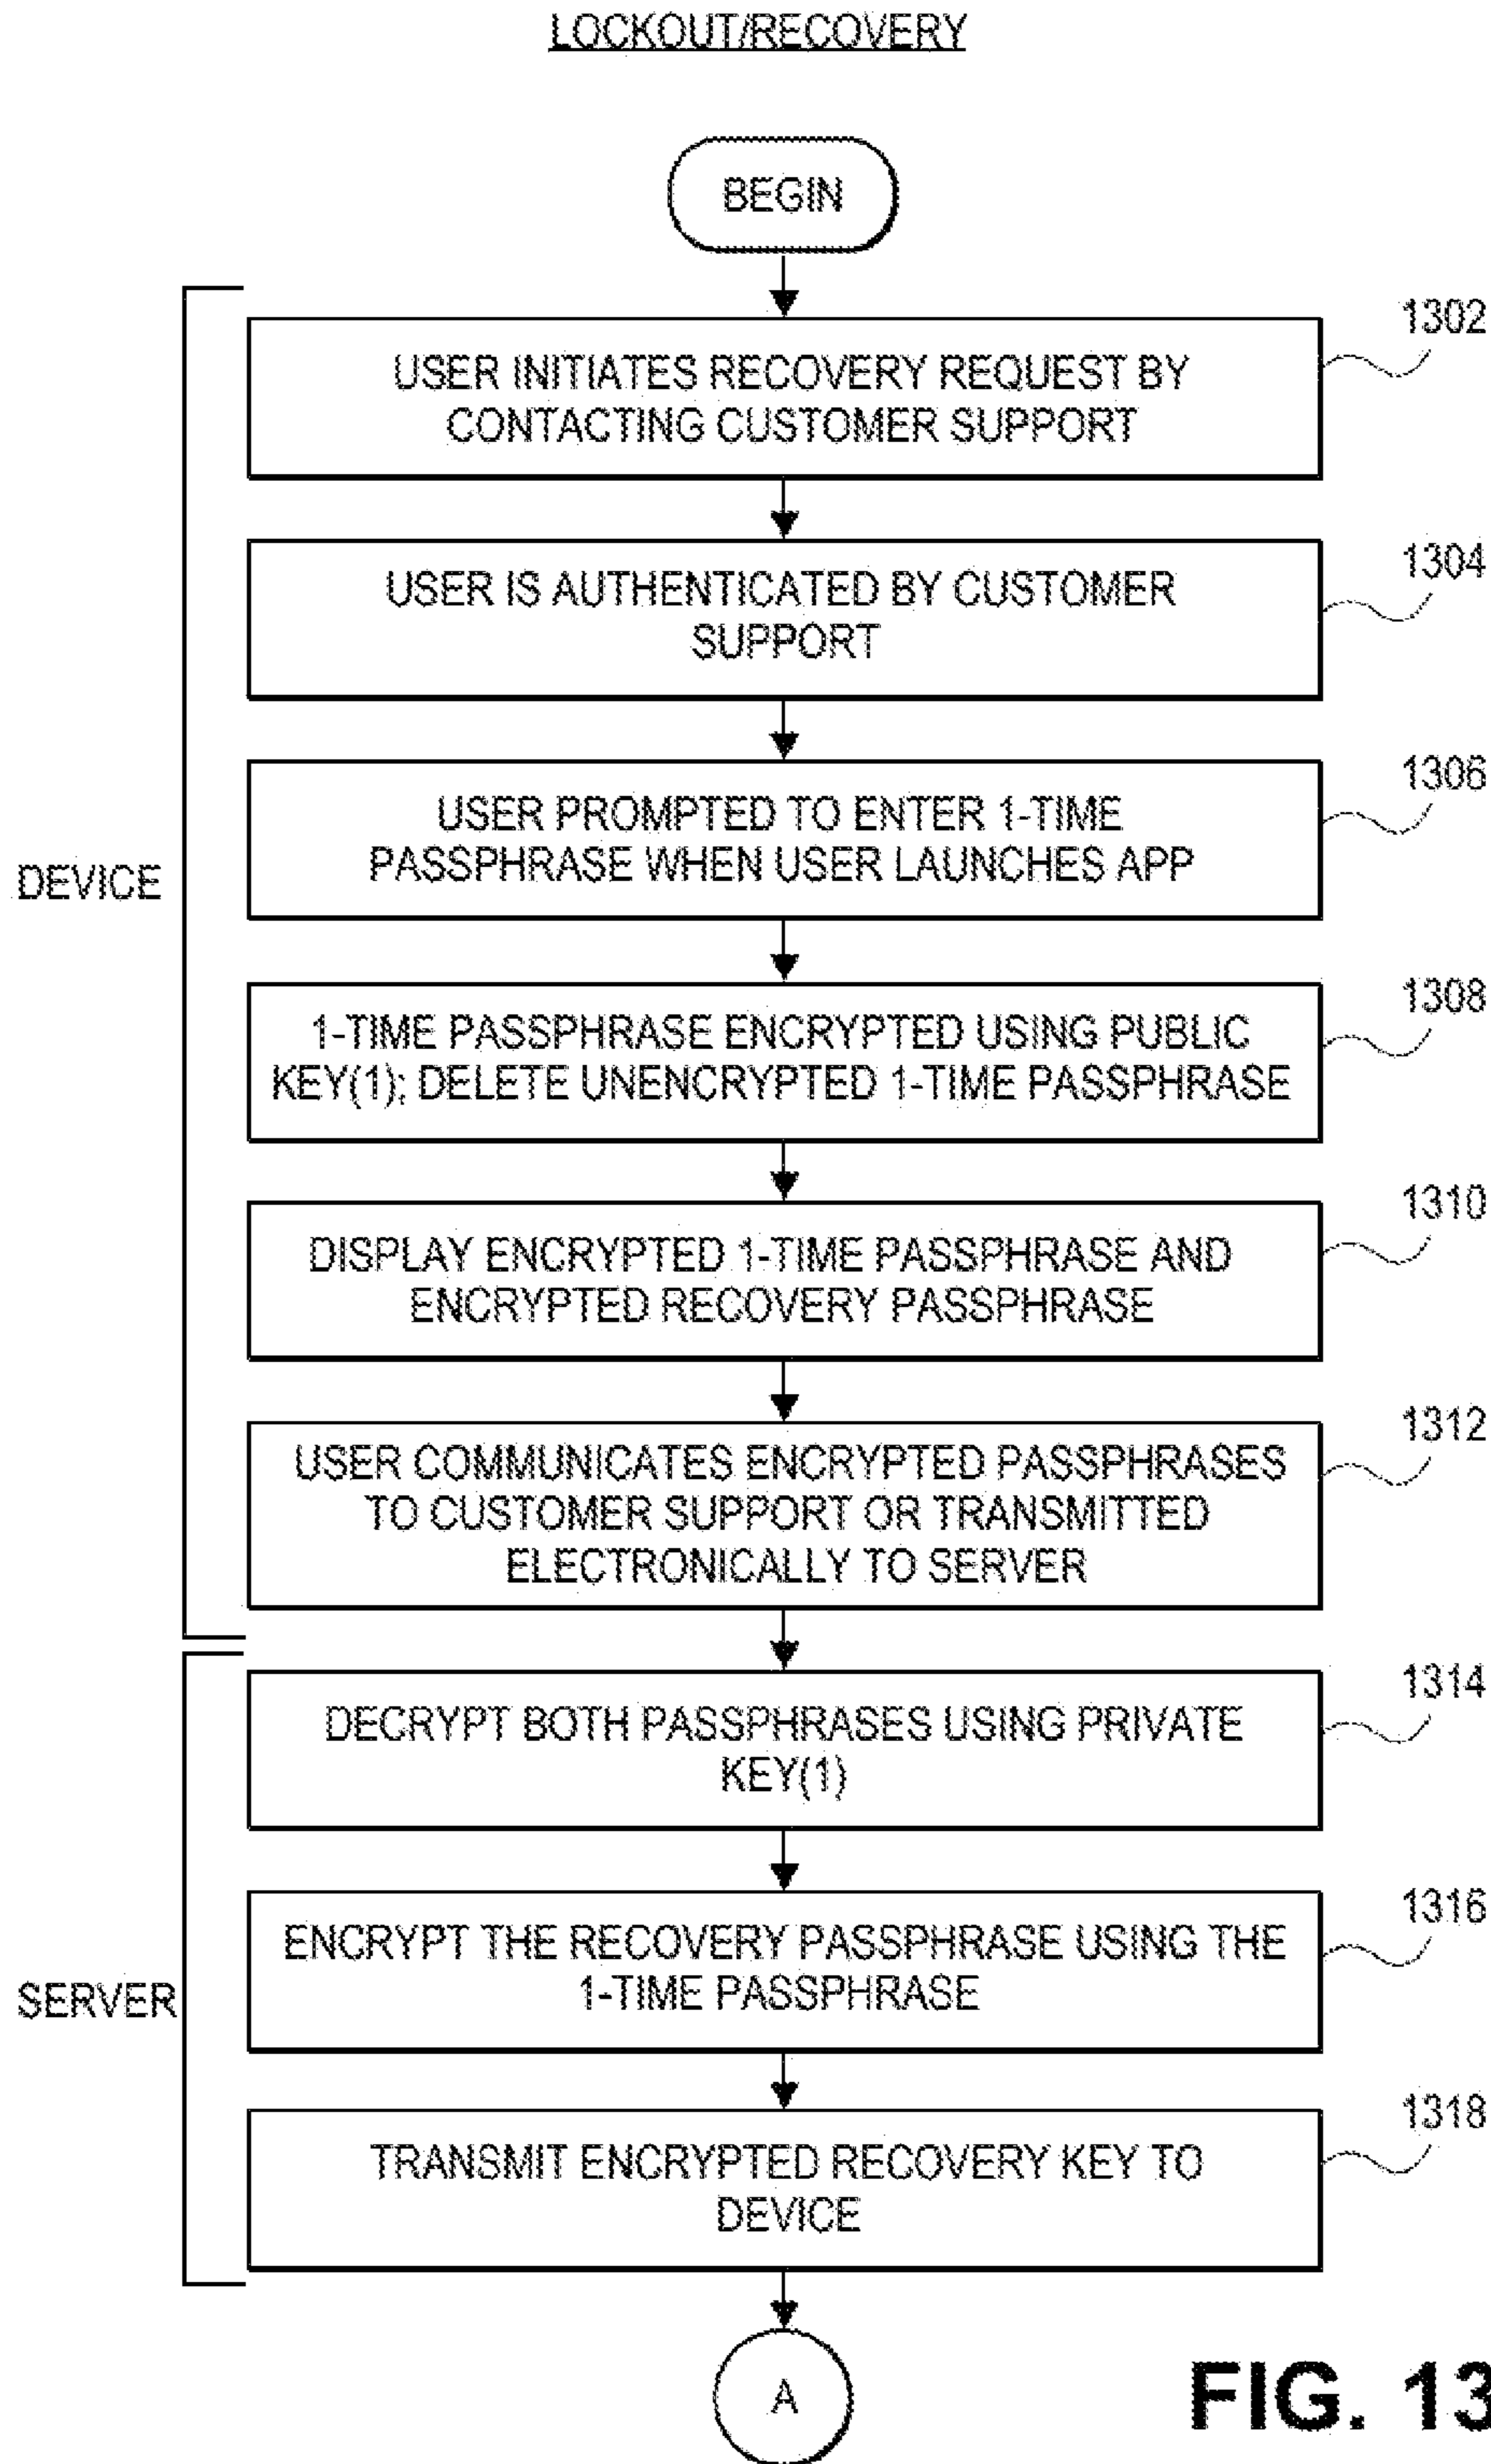 LOCKOUT/RECOVERY
BEGIN
1302
USER INITIATES RECOVERY REQUEST BY
CONTACTING CUSTOMER SUPPORT
1304
USER IS AUTHENTICATED BY CUSTOMER
SUPPORT
1306
USER PROMPTED TO ENTER 1-TIME
PASSPHRASE WHEN USER LAUNCHES APP
DEVICE
1308
1-TIME PASSPHRASE ENCRYPTED USING PUBLIC
KEY(1); DELETE UNENCRYPTED 1-TIME PASSPHRASE
1310
DISPLAY ENCRYPTED 1-TIME PASSPHRASE AND
ENCRYPTED RECOVERY PASSPHRASE
1312
USER COMMUNICATES ENCRYPTED PASSPHRASES
TO CUSTOMER SUPPORT OR TRANSMITTED
ELECTRONICALLY TO SERVER
1314
DECRYPT BOTH PASSPHRASES USING PRIVATE
KEY(1)
1316
ENCRYPT THE RECOVERY PASSPHRASE USING THE
1-TIME PASSPHRASE
SERVER
1318
TRANSMIT ENCRYPTED RECOVERY KEY TO
DEVICE
A
FIG. 13